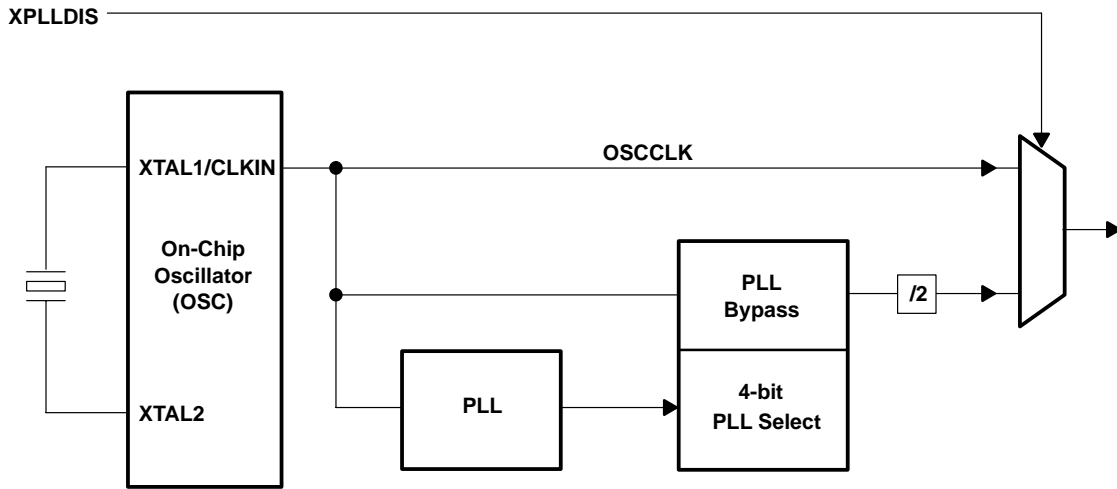 XPLLDIS
XTAL1/CLKIN
OSCCLK
On-Chip
Oscillator
(OSC)
XTAL2
PLL
PLL
Bypass
/2
4-bit
PLL Select